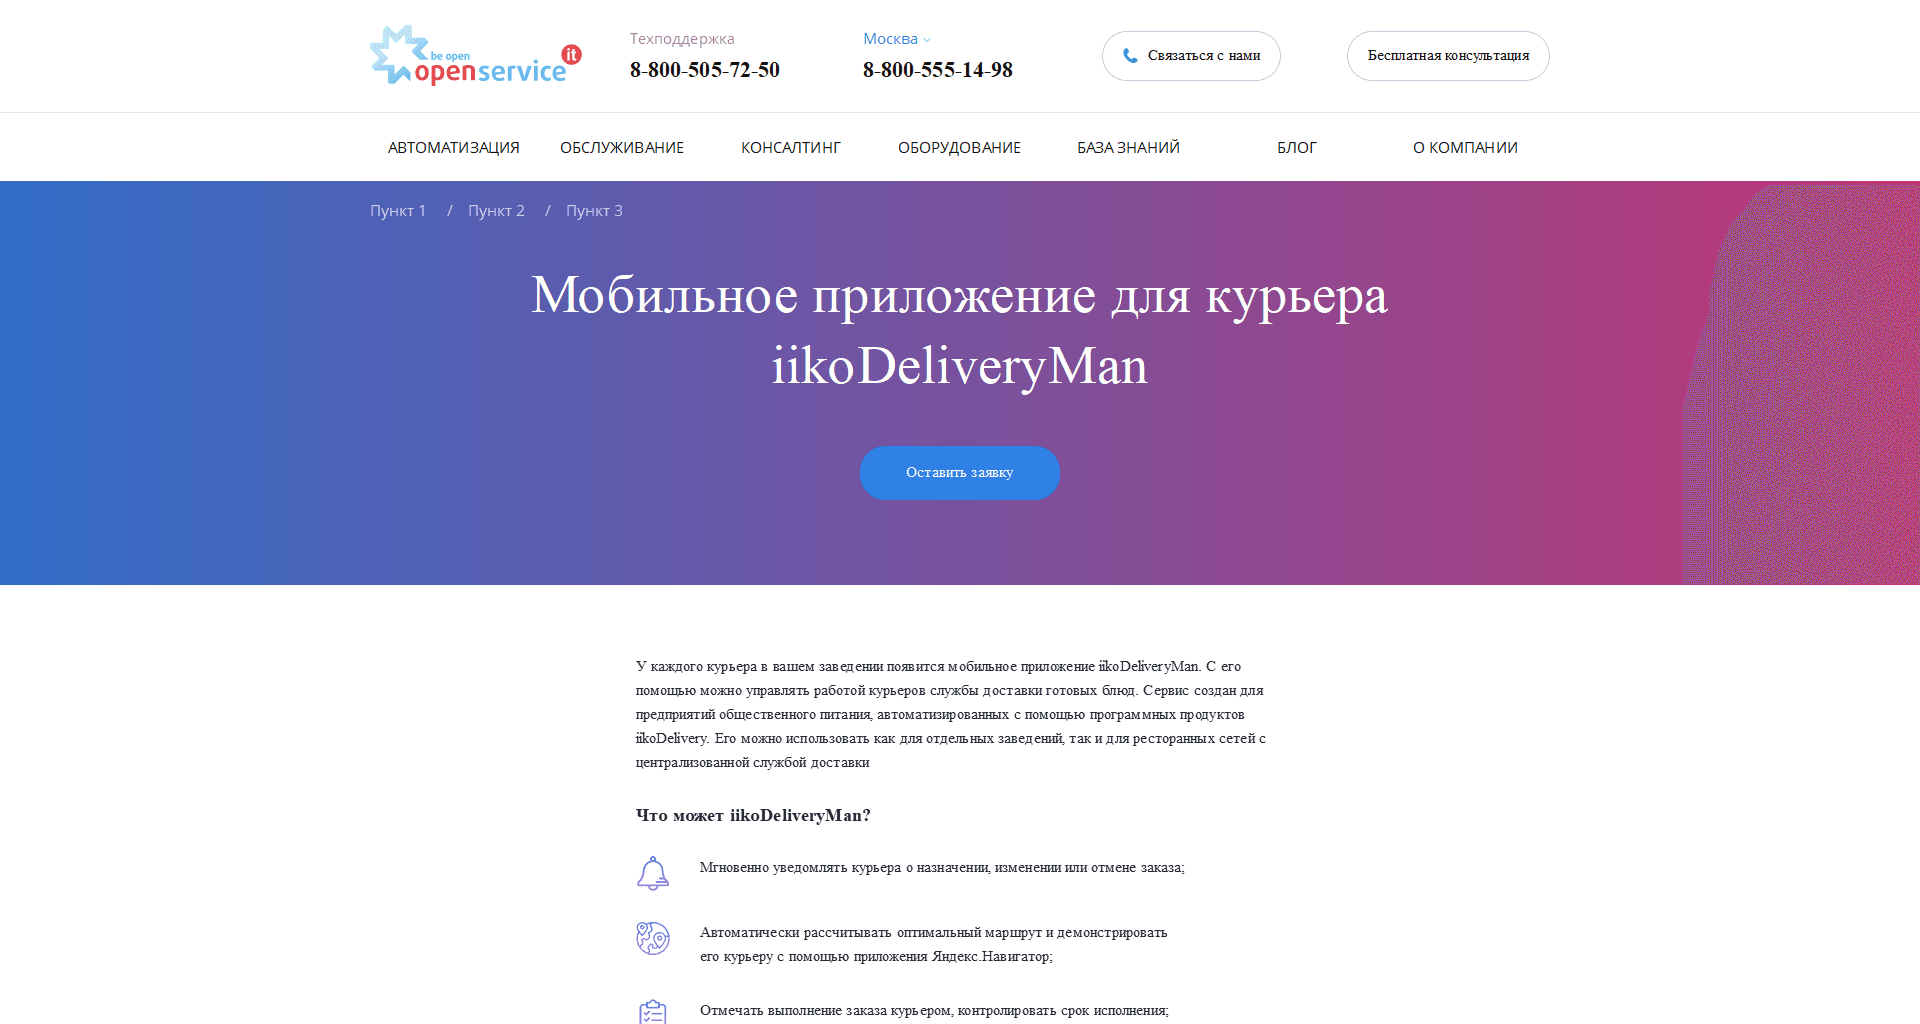 be open
openservice it
Техподдержка
8-800-505-72-50
Москва
8-800-555-14-98
Связаться с нами
Бесплатная консультация
АВТОМАТИЗАЦИЯ ОБСЛУЖИВАНИЕ КОНСАЛТИНГ ОБОРУДОВАНИЕ БАЗА ЗНАНИЙ БЛОГ О КОМПАНИИ
Пункт 1 / Пункт 2 / Пункт 3
Мобильное приложение для курьера
iikoDeliveryMan
Оставить заявку
У каждого курьера в вашем заведении появится мобильное приложение iikoDeliveryMan. С его
помощью можно управлять работой курьеров службы доставки готовых блюд. Сервис создан для
предприятий общественного питания, автоматизированных с помощью программных продуктов
iikoDelivery. Его можно использовать как для отдельных заведений, так и для ресторанных сетей с
централизованной службой доставки
Что может iikoDeliveryMan?
Мгновенно уведомлять курьера о назначении, изменении или отмене заказа;
Автоматически рассчитывать оптимальный маршрут и демонстрировать
его курьеру с помощью приложения Яндекс.Навигатор;
Отмечать выполнение заказа курьером, контролировать срок исполнения;